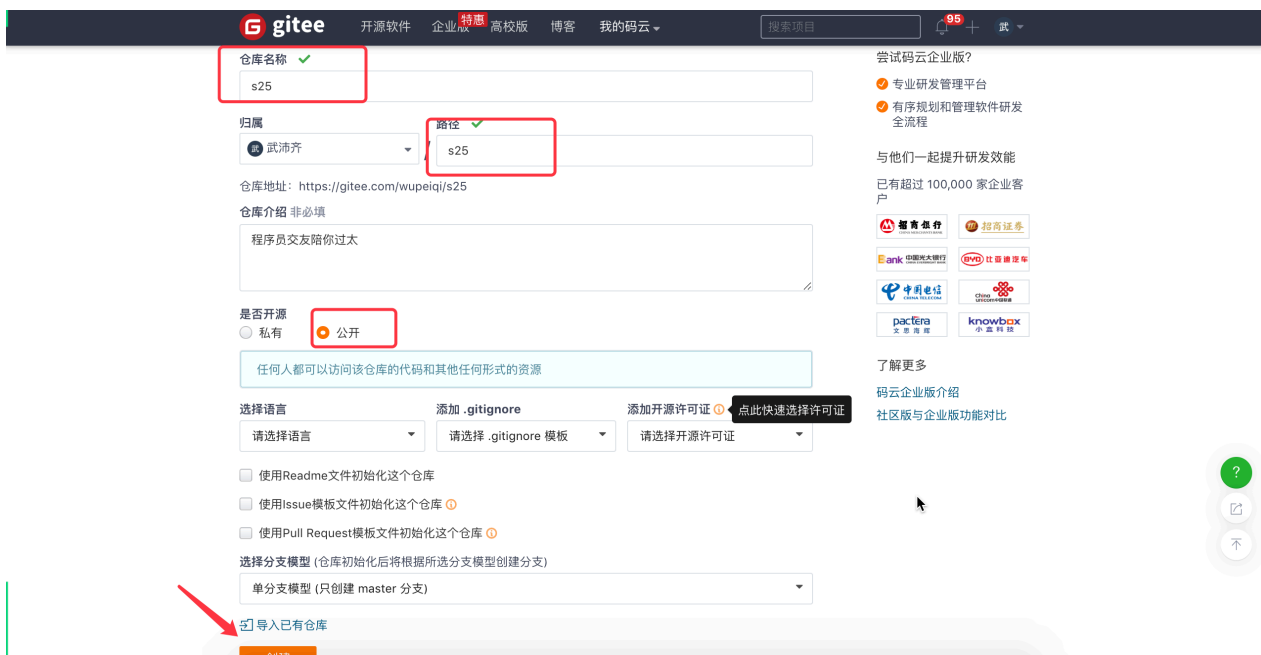 gitee 开源软件 企业版 特惠 高校版 博客 我的码云 搜索项目 95 武
仓库名称
s25
归属 路径
武 武沛齐 / s25
仓库地址：https://gitee.com/wupeiqi/s25
仓库介绍 非必填
程序员交友陪你过太
是否开源
私有 公开
任何人都可以访问该仓库的代码和其他任何形式的资源
选择语言 添加 .gitignore 添加开源许可证 点此快速选择许可证
请选择语言 请选择 .gitignore 模板 请选择开源许可证
使用Readme文件初始化这个仓库
使用Issue模板文件初始化这个仓库
使用Pull Request模板文件初始化这个仓库
选择分支模型 (仓库初始化后将根据所选分支模型创建分支)
单分支模型 (只创建 master 分支)
导入已有仓库
尝试码云企业版?
专业研发管理平台
有序规划和管理软件研发
全流程
与他们一起提升研发效能
已有超过 100,000 家企业客
户
招商银行 招商证券
Bank 中国光大银行 BYD 比亚迪汽车
中国电信 CHINA TELECOM China unicom中国联通
pactera 文思海辉 knowbox 小盒科技
了解更多
码云企业版介绍
社区版与企业版功能对比
?